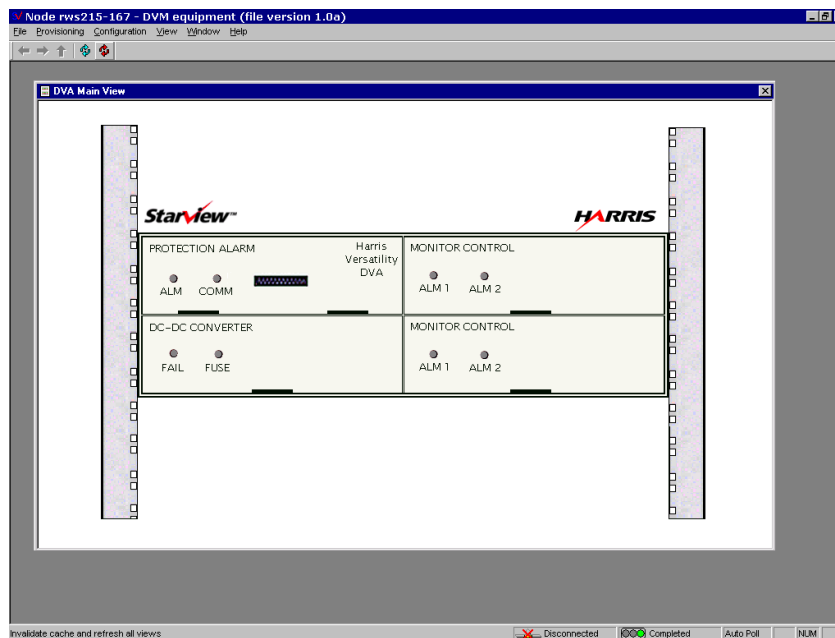 Node rws215-167 - DVM equipment (file version 1.0a)
File Provisioning Configuration View Window Help
DVA Main View
Starview™
HARRIS
PROTECTION ALARM
Harris
Versatility
DVA
ALM COMM
MONITOR CONTROL
ALM 1 ALM 2
DC-DC CONVERTER
FAIL FUSE
MONITOR CONTROL
ALM 1 ALM 2
Invalidate cache and refresh all views Disconnected Completed Auto Poll NUM